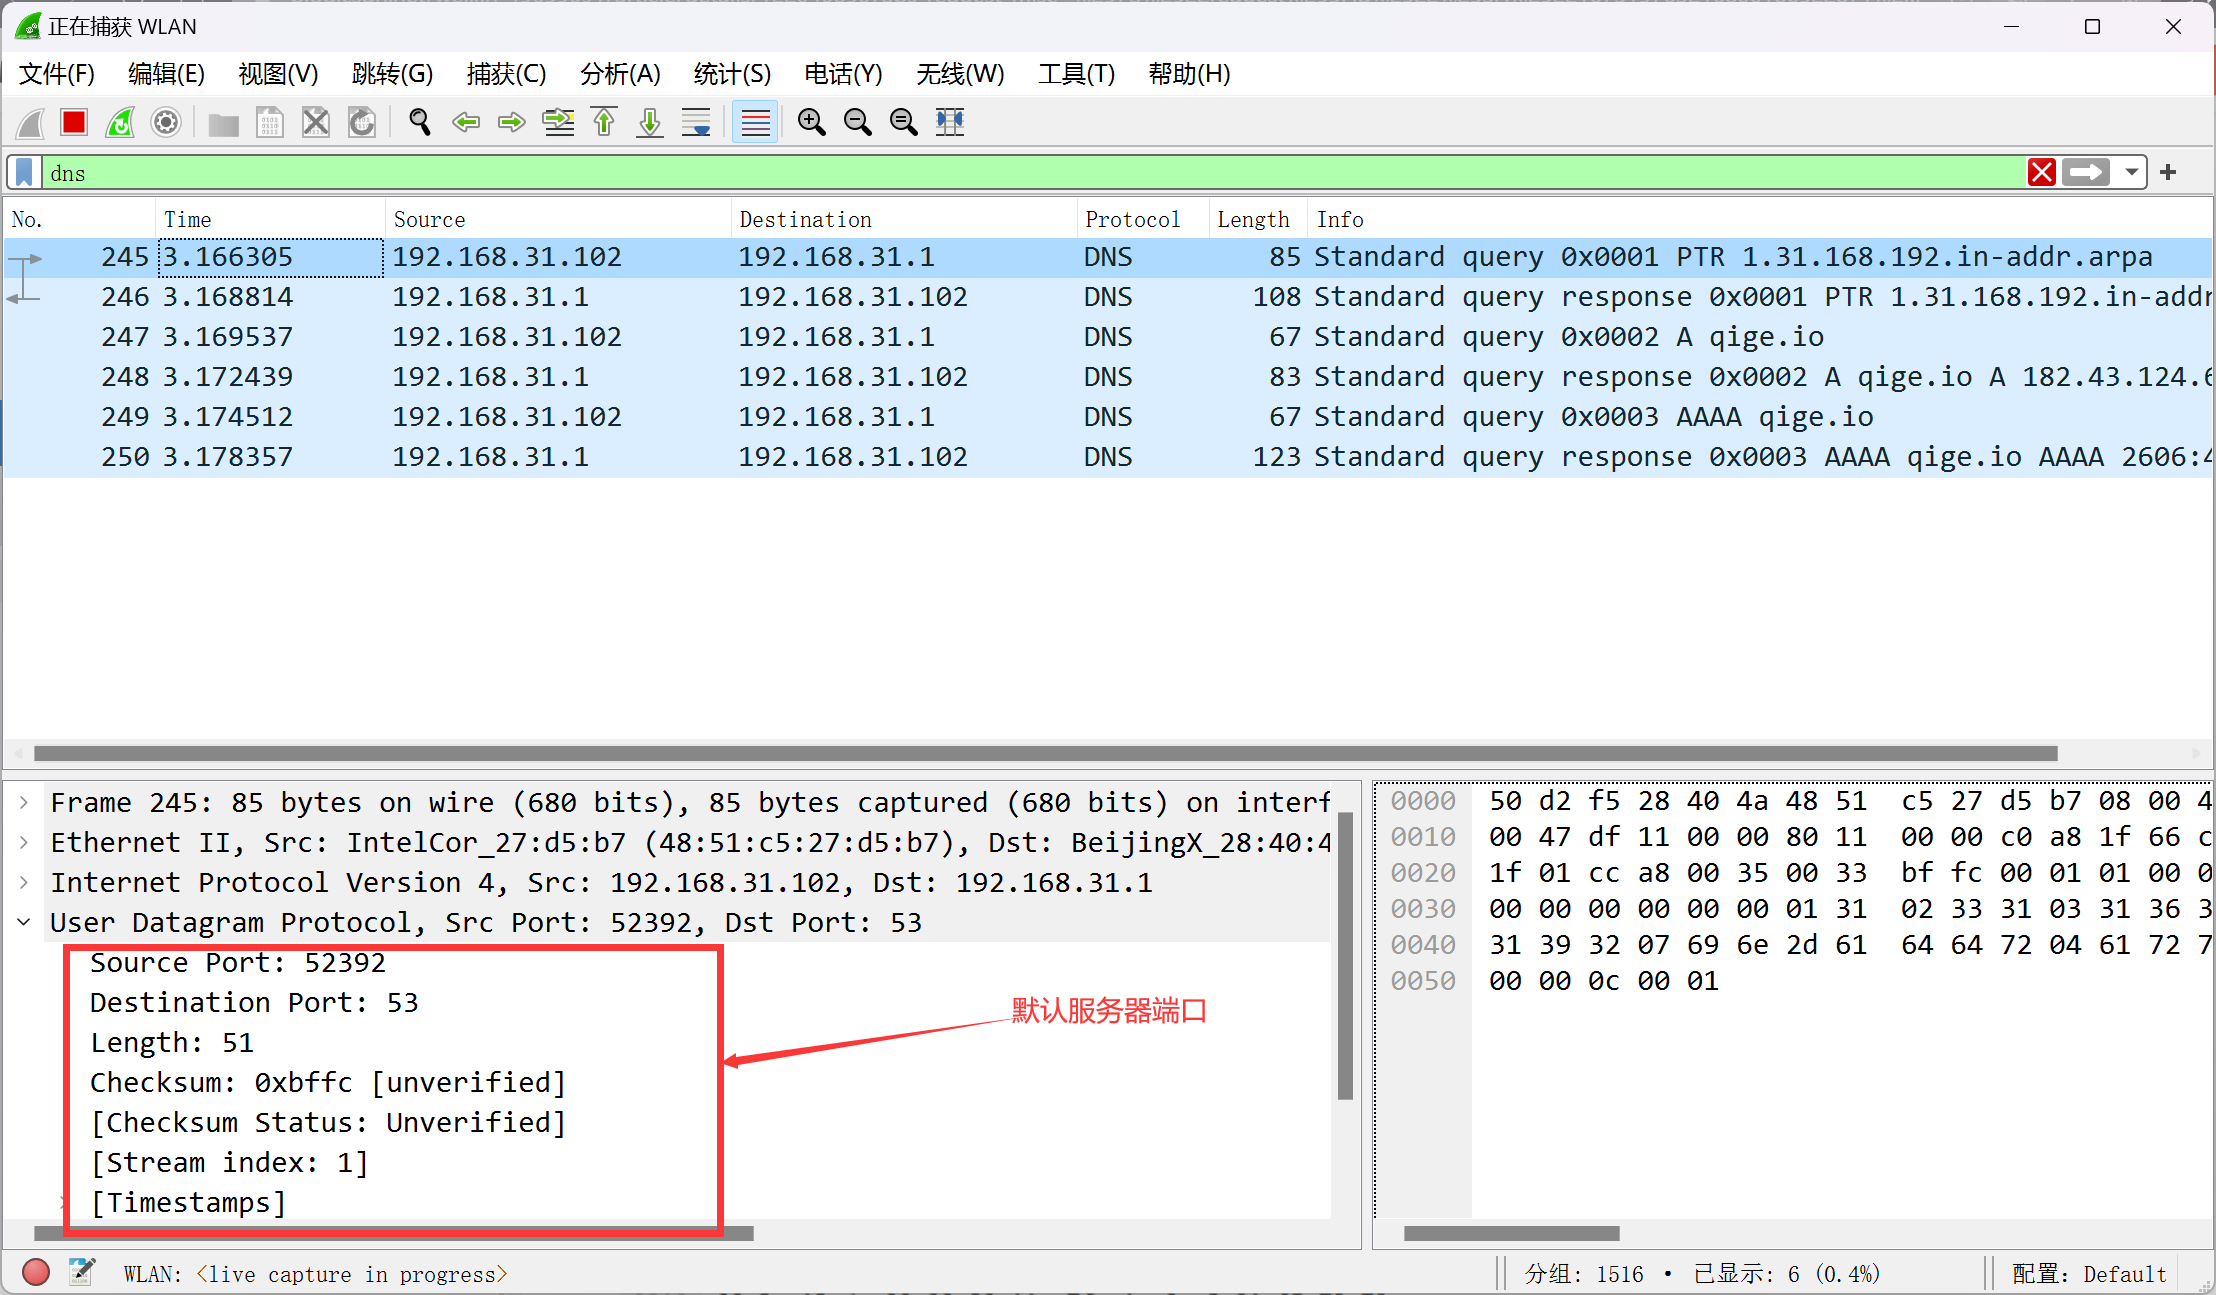 正在捕获 WLAN
文件(F) 编辑(E) 视图(V) 跳转(G) 捕获(C) 分析(A) 统计(S) 电话(Y) 无线(W) 工具(T) 帮助(H)
dns
No. Time Source Destination Protocol Length Info
245 3.166305 192.168.31.102 192.168.31.1 DNS 85 Standard query 0x0001 PTR 1.31.168.192.in-addr.arpa
246 3.168814 192.168.31.1 192.168.31.102 DNS 108 Standard query response 0x0001 PTR 1.31.168.192.in-addr
247 3.169537 192.168.31.102 192.168.31.1 DNS 67 Standard query 0x0002 A qige.io
248 3.172439 192.168.31.1 192.168.31.102 DNS 83 Standard query response 0x0002 A qige.io A 182.43.124.6
249 3.174512 192.168.31.102 192.168.31.1 DNS 67 Standard query 0x0003 AAAA qige.io
250 3.178357 192.168.31.1 192.168.31.102 DNS 123 Standard query response 0x0003 AAAA qige.io AAAA 2606:4
Frame 245: 85 bytes on wire (680 bits), 85 bytes captured (680 bits) on interf
Ethernet II, Src: IntelCor_27:d5:b7 (48:51:c5:27:d5:b7), Dst: BeijingX_28:40:4
Internet Protocol Version 4, Src: 192.168.31.102, Dst: 192.168.31.1
User Datagram Protocol, Src Port: 52392, Dst Port: 53
Source Port: 52392
Destination Port: 53
Length: 51
Checksum: 0xbffc [unverified]
[Checksum Status: Unverified]
[Stream index: 1]
[Timestamps]
默认服务器端口
0000 50 d2 f5 28 40 4a 48 51 c5 27 d5 b7 08 00 4
0010 00 47 df 11 00 00 80 11 00 00 c0 a8 1f 66 c
0020 1f 01 cc a8 00 35 00 33 bf fc 00 01 01 00 0
0030 00 00 00 00 00 00 01 31 02 33 31 03 31 36 3
0040 31 39 32 07 69 6e 2d 61 64 64 72 04 61 72 7
0050 00 00 0c 00 01
WLAN: <live capture in progress> 分组: 1516 • 已显示: 6 (0.4%) 配置: Default